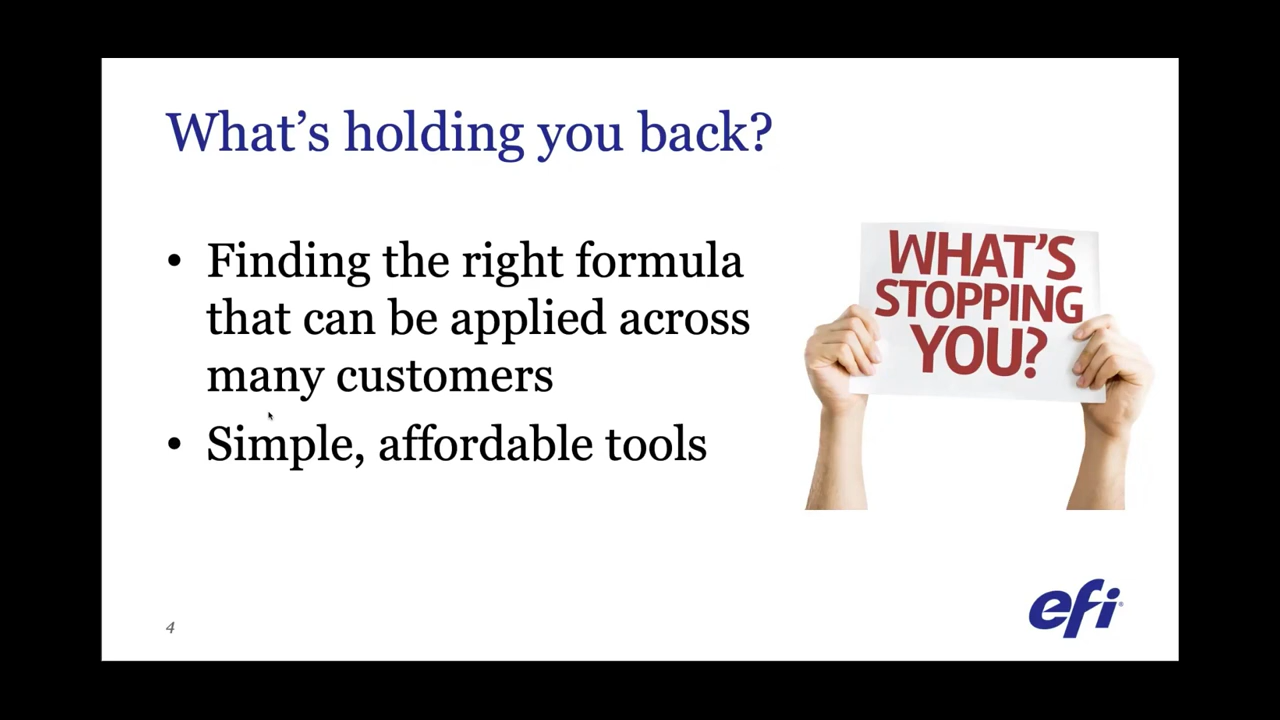 What’s holding you back?
• Finding the right formula
that can be applied across
many customers
• Simple, affordable tools
WHAT'S
STOPPING
YOU?
4
efi